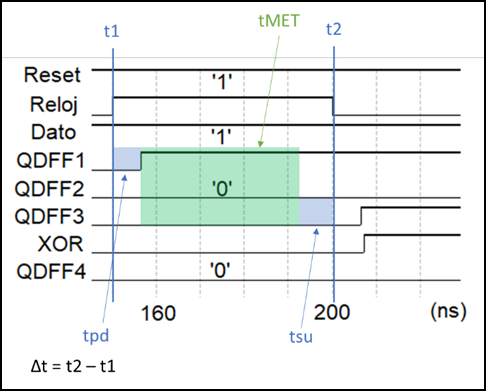 tMET
t1
t2
Reset '1'
Reloj
Dato '1'
QDFF1
QDFF2 '0'
QDFF3
XOR
QDFF4 '0'
160 200 (ns)
tpd
tsu
Δt = t2 – t1